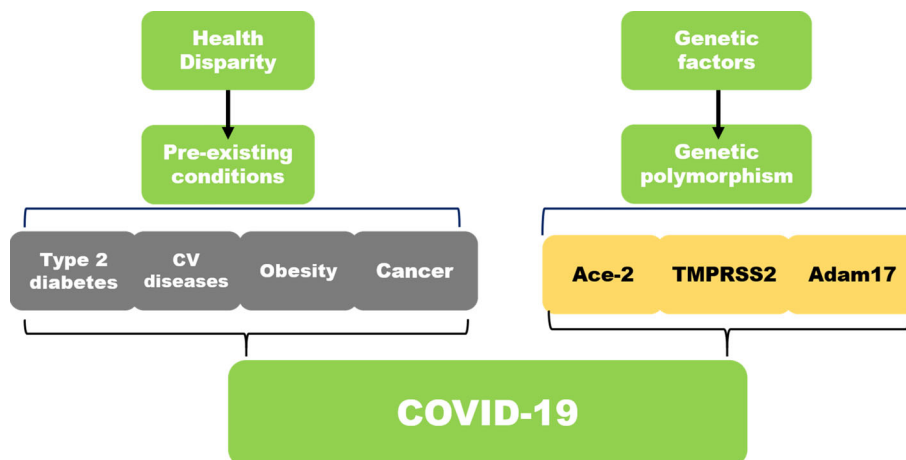 Health
Disparity
Genetic
factors
Pre-existing
conditions
Genetic
polymorphism
Type 2
diabetes
CV
diseases
Obesity
Cancer
Ace-2
TMPRSS2
Adam17
COVID-19